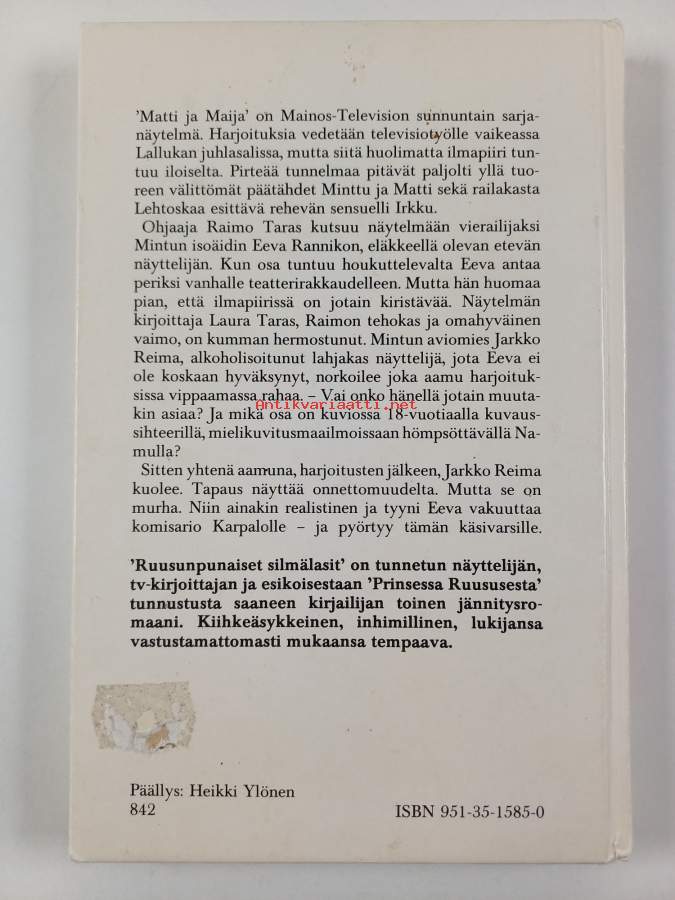 'Matti ja Maija' on Mainos-Television sunnuntain sarja-
näytelmä. Harjoituksia vedetään televisiotyölle vaikeassa
Lallukan juhlasalissa, mutta siitä huolimatta ilmapiiri tun-
tuu iloiselta. Pirteää tunnelmaa pitävät paljolti yllä tuo-
reen välittömät päätähdet Minttu ja Matti sekä railakasta
Lehtoskaa esittävä rehevän sensuelli Irkku.
Ohjaaja Raimo Taras kutsuu näytelmään vierailijaksi
Mintun isoäidin Eeva Rannikon, eläkkeellä olevan etevän
näyttelijän. Kun osa tuntuu houkuttelevalta Eeva antaa
periksi vanhalle teatterirakkaudelleen. Mutta hän huomaa
pian, että ilmapiirissä on jotain kiristävää. Näytelmän
kirjoittaja Laura Taras, Raimon tehokas ja omahyväinen
vaimo, on kumman hermostunut. Mintun aviomies Jarkko
Reima, alkoholisoitunut lahjakas näyttelijä, jota Eeva ei
ole koskaan hyväksynyt, norkoilee joka aamu harjoituk-
sissa vippaamassa rahaa. – Vai onko hänellä jotain muuta-
kin asiaa? Ja mikä osa on kuviossa 18-vuotiaalla kuvaus-
sihteerillä, mielikuvitusmaailmoissaan hömpsöttävällä Na-
mulla?
Sitten yhtenä aamuna, harjoitusten jälkeen, Jarkko Reima
kuolee. Tapaus näyttää onnettomuudelta. Mutta se on
murha. Niin ainakin realistinen ja tyyni Eeva vakuuttaa
komisario Karpalolle – ja pyörtyy tämän käsivarsille.
'Ruusunpunaiset silmälasit' on tunnetun näyttelijän,
tv-kirjoittajan ja esikoisestaan 'Prinsessa Ruususesta'
tunnustusta saaneen kirjailijan toinen jännitysro-
maani. Kiihkeäsykkeinen, inhimillinen, lukijansa
vastustamattomasti mukaansa tempaava.
Päällys: Heikki Ylönen
842 ISBN 951-35-1585-0
Antikvariaatti.net